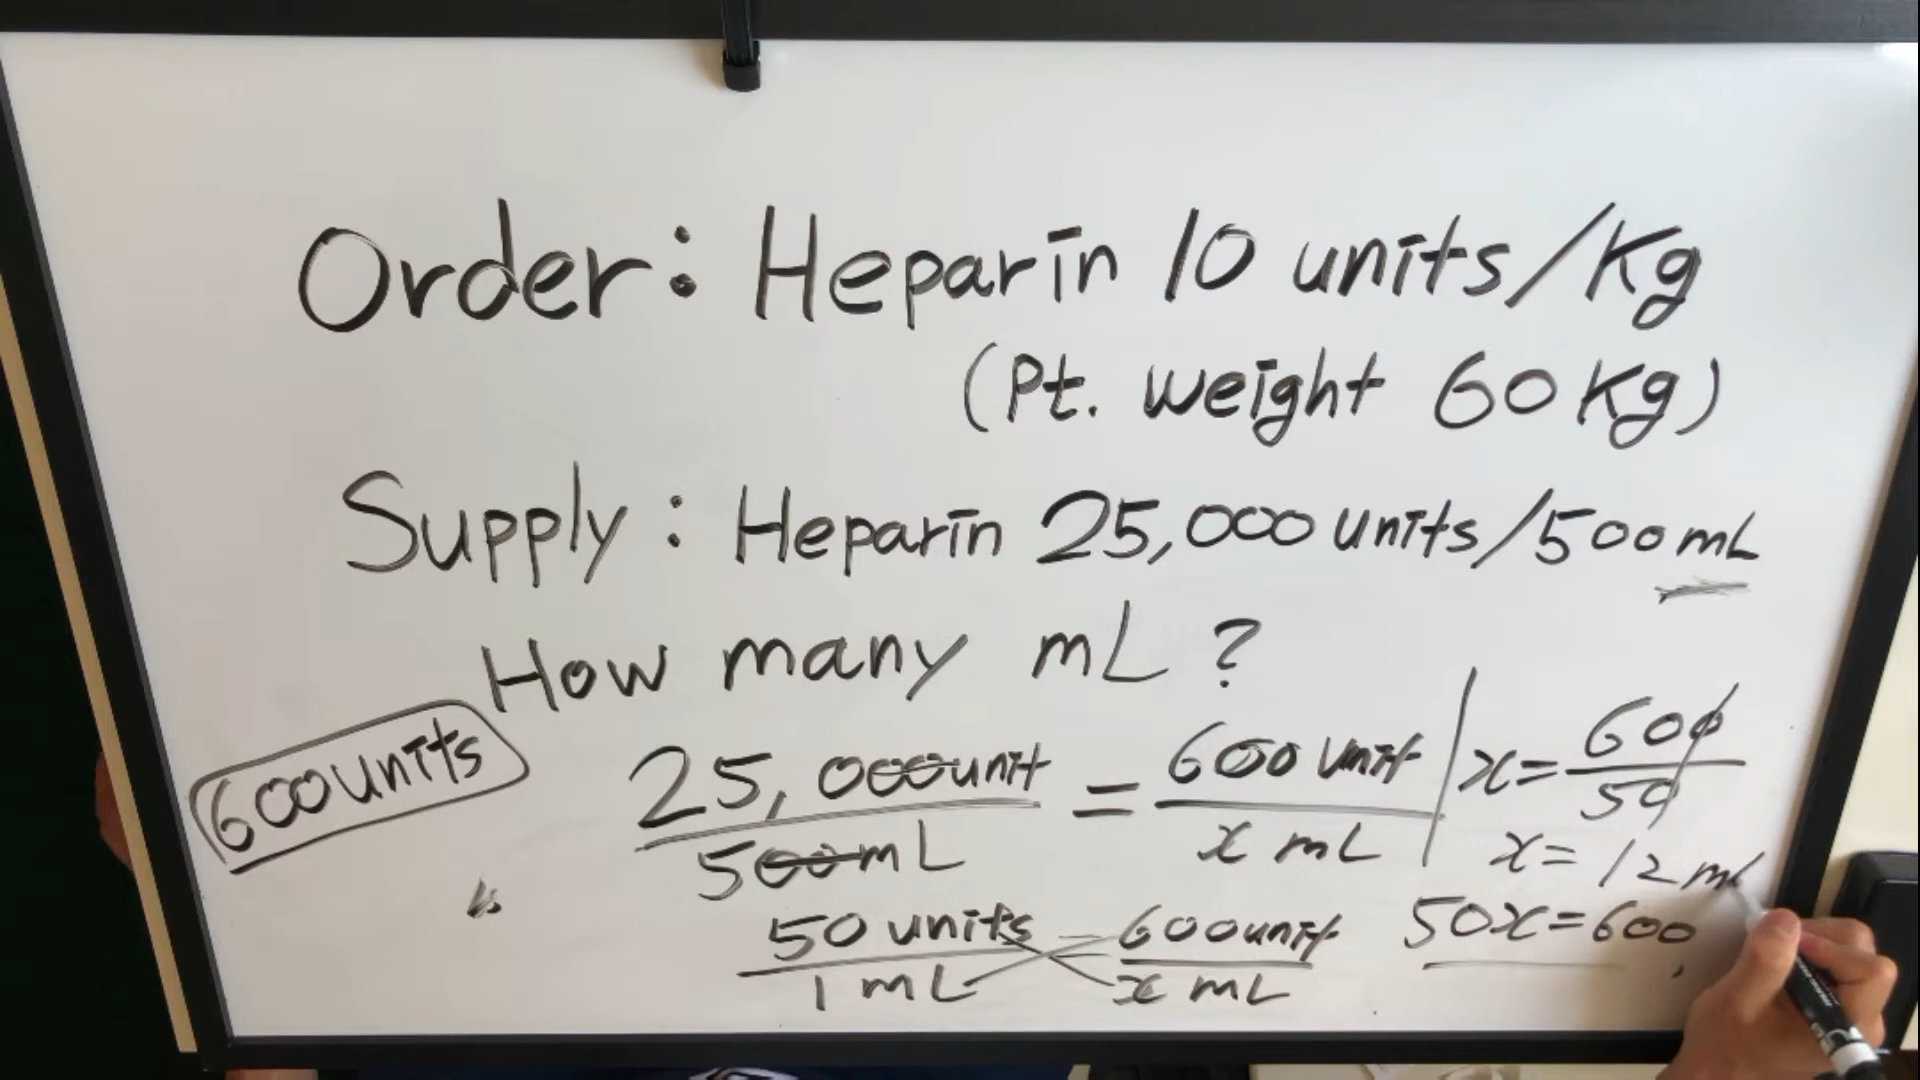 Order: Heparin 10 units/Kg
(Pt. weight 60 Kg)
Supply: Heparin 25,000 units/500 mL
How many mL?
600 units
25,000 unit / 500 mL = 600 unit / x mL
x = 600 / 50
x = 12 mL
50 units / 1 mL = 600 unit / x mL
50x = 600